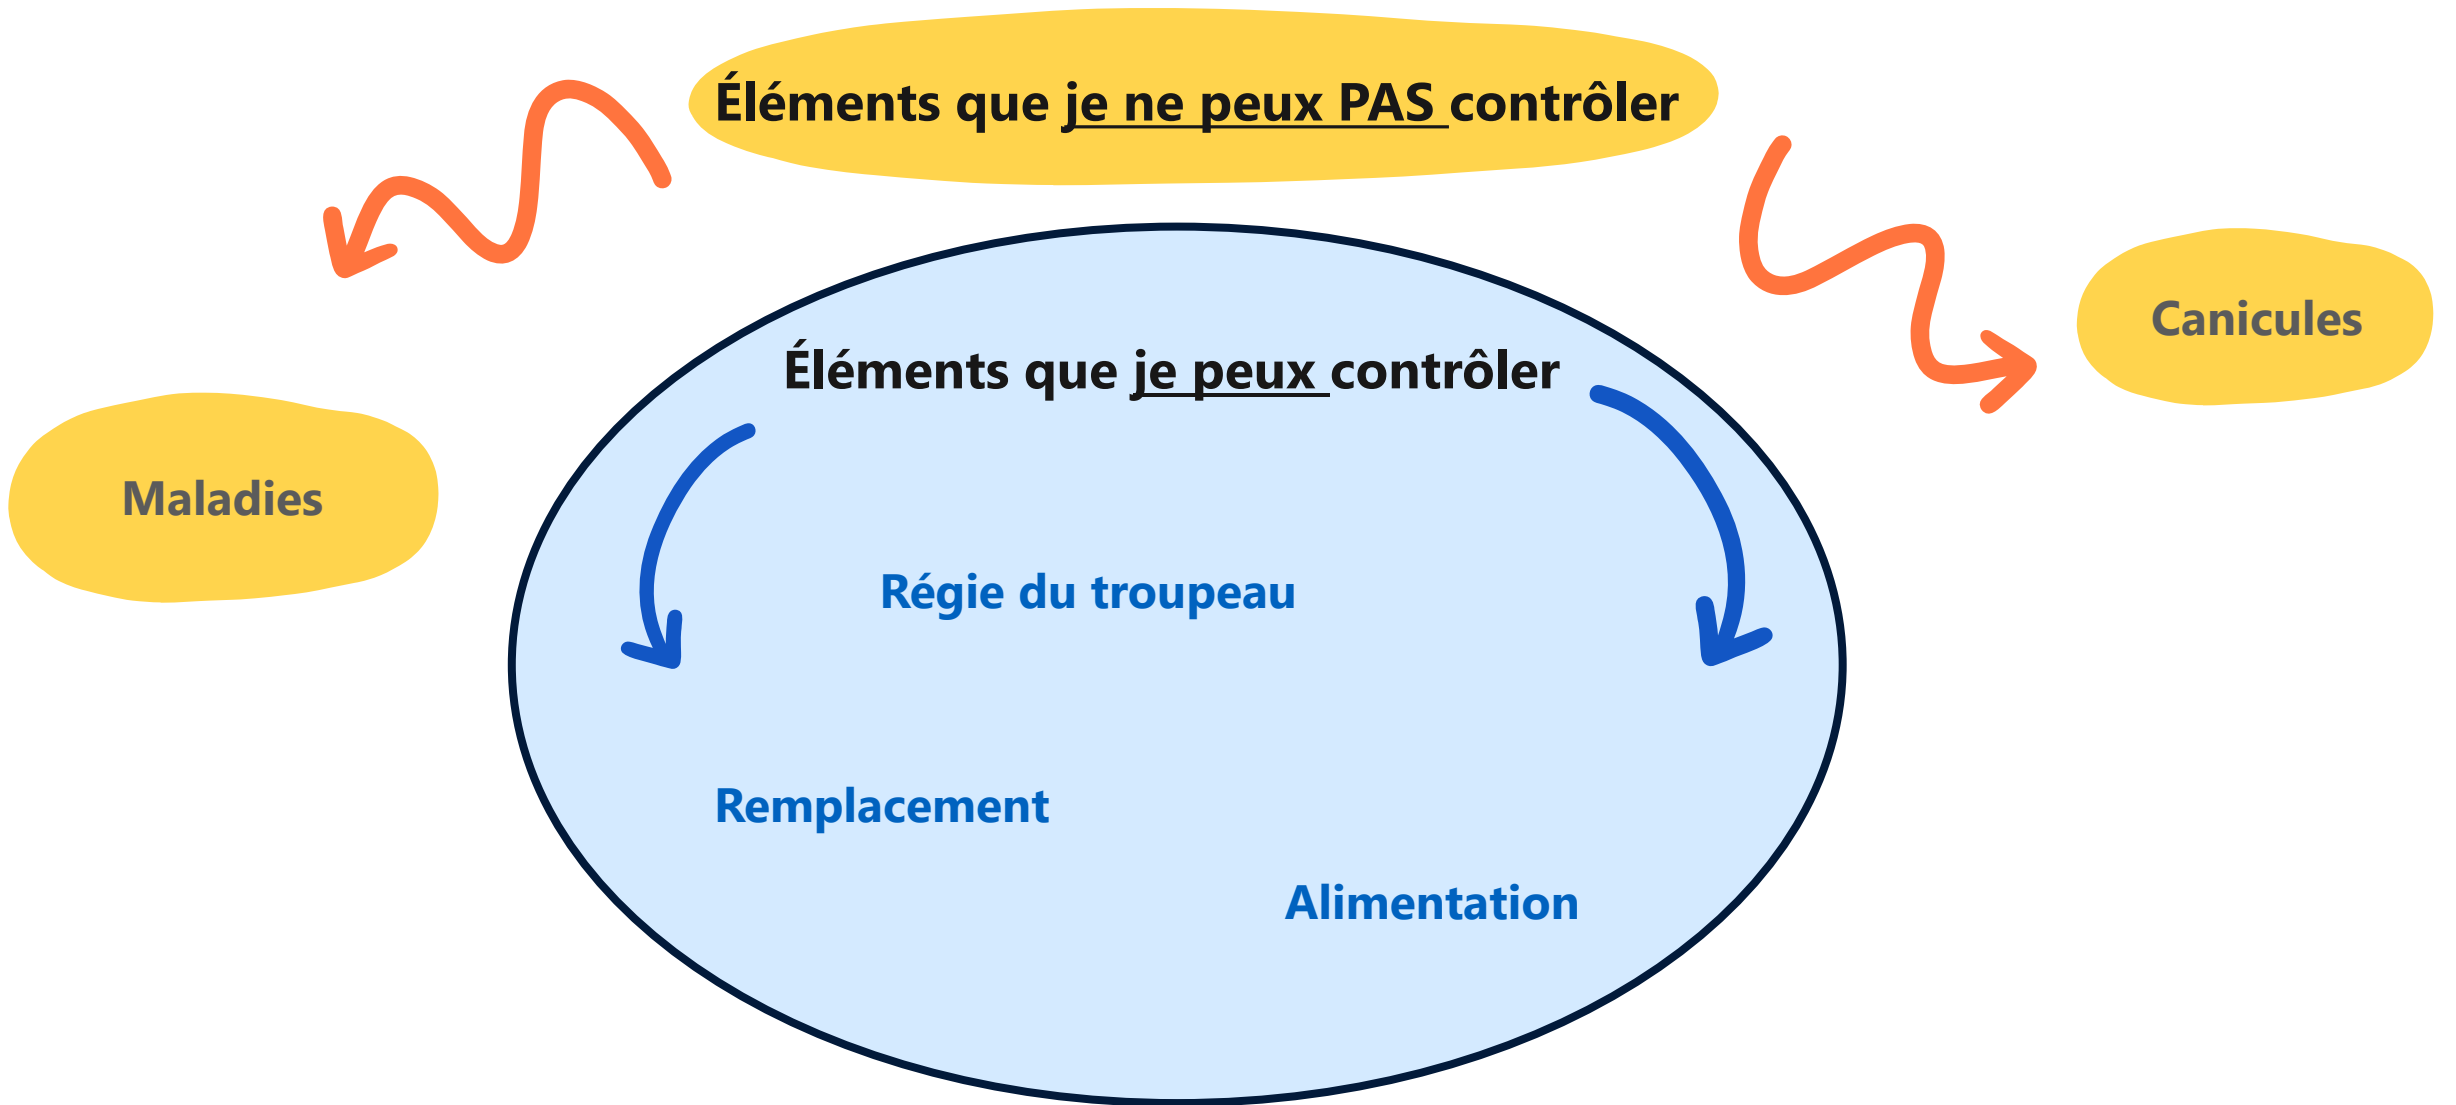 Éléments que je ne peux PAS contrôler
Canicules
Éléments que je peux contrôler
Maladies
Régie du troupeau
Remplacement
Alimentation